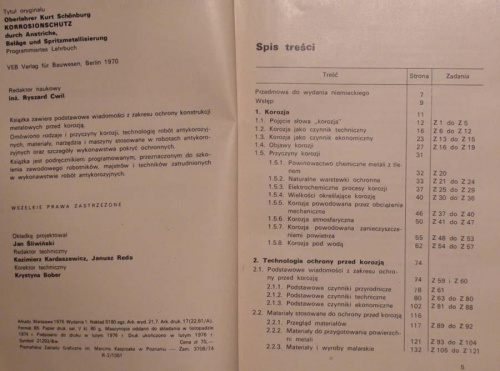 Tytuł oryginału
Oberlehrer Kurt Schönburg
KORROSIONSCHUTZ
durch Anstriche,
Beläge und Spritzmetallisierung
Programmiertes Lehrbuch
VEB Verlag für Bauwesen, Berlin 1970
Redaktor naukowy
inż. Ryszard Cwil
Książka zawiera podstawowe wiadomości z zakresu ochrony konstrukcji
metalowych przed korozją.
Omówiono rodzaje i przyczyny korozji, technologię robót antykorozyj-
nych, materiały, narzędzia i maszyny stosowane w robotach antykorozyj-
nych oraz szczegóły wykonywania pokryć ochronnych.
Książka jest podręcznikiem programowanym, przeznaczonym do szko-
lenia zawodowego robotników, majstrów i techników zatrudnionych
w wykonawstwie robót antykorozyjnych.
WSZELKIE PRAWA ZASTRZEŻONE
Okładkę projektował
Jan Śliwiński
Redaktor techniczny
Kazimierz Kardaszewicz, Janusz Reda
Korektor techniczny
Krystyna Sober
Arkady Warszawa 1976 Wydanie I
Spis treści
Treść Strona Zadania
Przedmowa do wydania niemieckiego 7
Wstęp 9
1. Korozja 11
1.1. Pojęcie słowa „korozja" 12 Z 1 do Z 5
1.2. Korozja jako czynnik techniczny 16 Z 6 do Z 12
1.3. Korozja jako czynnik ekonomiczny 23 Z 13 do Z 15
1.4. Objawy korozji 27 Z 16 do Z 19
1.5. Przyczyny korozji 31
1.5.1. Powinowactwo chemiczne metali z tle-
nem 32 Z 20
1.5.2. Naturalne warstewki ochronne 33 Z 21 do Z 24
1.5.3. Elektrochemiczne procesy korozji 37 Z 25 do Z 29
1.5.4. Wielkości określające korozję 40 Z 30 do Z 36
1.5.5. Korozja powodowana przez obciążenia
mechaniczne 46 Z 37 do Z 40
1.5.6. Korozja atmosferyczna 55 Z 41 do Z 47
1.5.7. Korozja powodowana zanieczyszcze-
niami powietrza 55 Z 48 do Z 53
1.5.8. Korozja pod wodą 62 Z 54 do Z 57
2. Technologia ochrony przed korozją 74
2.1. Podstawowe wiadomości z zakresu ochro-
ny przed korozją 74 Z 59 i Z 60
2.1.1. Podstawowe czynniki przyrodnicze 78 Z 61
2.1.2. Podstawowe czynniki techniczne 80 Z 63 do Z 80
2.1.3. Podstawowe czynniki ekonomiczne 102 Z 81 do Z 88
2.2. Materiały stosowane do ochrony przed korozją 116
2.2.1. Przegląd materiałów 117 Z 89 do Z 92
2.2.2. Materiały do przygotowania powierzch-
ni metali 121 Z 93 do Z 104
2.2.3. Materiały i wyroby malarskie 132 Z 105 do Z 121
5